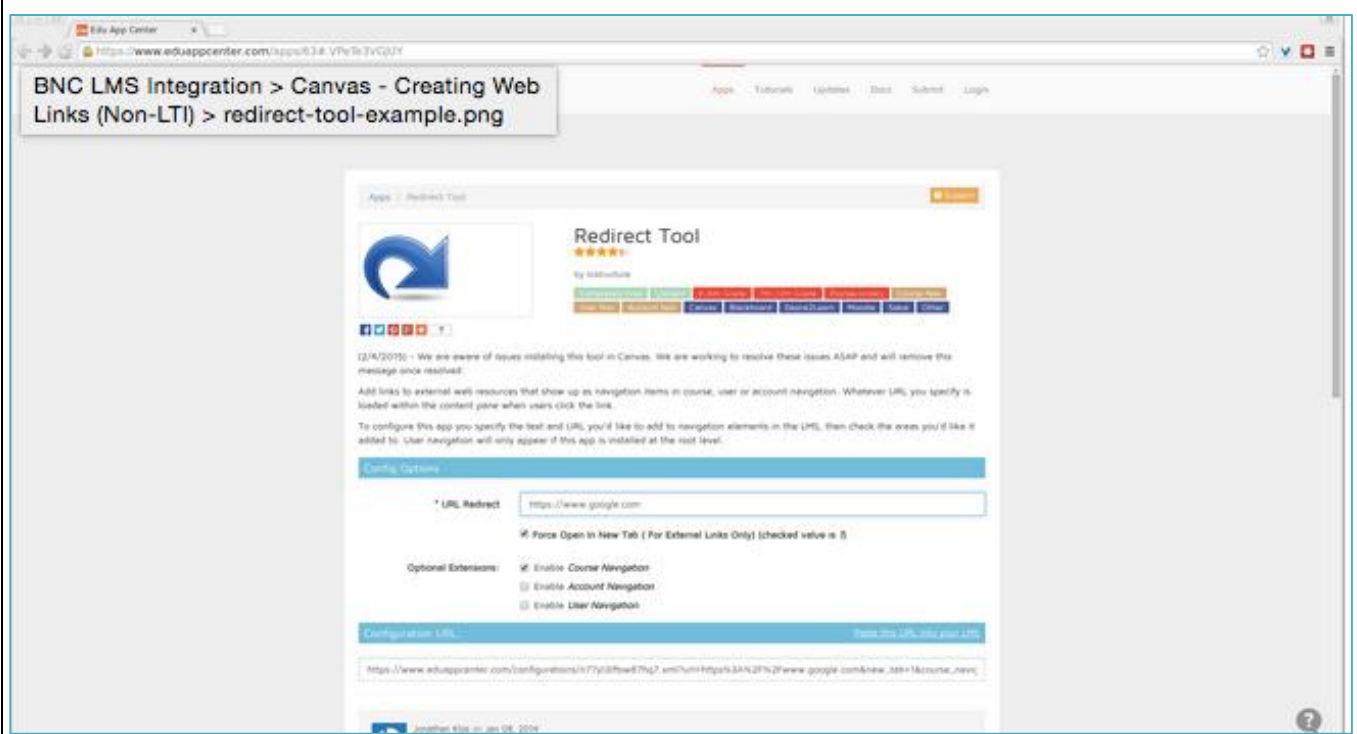 Edu App Center
https://www.eduappcenter.com/apps/63#
BNC LMS Integration > Canvas - Creating Web
Links (Non-LTI) > redirect-tool-example.png
Apps Tutorials Updates Docs Submit Login
Apps / Redirect Tool
Support
Redirect Tool
by Instructure
Canvas Blackboard Desire2Learn Moodle Sakai Other
(2/4/2015) - We are aware of issues installing this tool in Canvas. We are working to resolve these issues ASAP and will remove this
message once resolved.
Add links to external web resources that show up as navigation items in course, user or account navigation. Whatever URL you specify is
loaded within the content pane when users click the link.
To configure this app you specify the text and URL you'd like to add to navigation elements in the LMS, then check the areas you'd like it
added to. User navigation will only appear if this app is installed at the root level.
Config Options
* URL Redirect
https://www.google.com
Force Open In New Tab ( For External Links Only) (checked value is 1)
Optional Extensions:
Enable Course Navigation
Enable Account Navigation
Enable User Navigation
Configuration URL:
Paste this URL into your LMS
on Jan 08, 2014
?